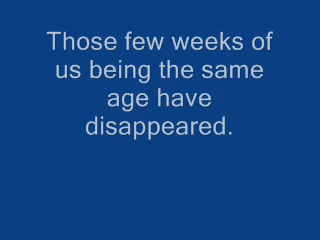 Those few weeks of
us being the same
age have
disappeared.